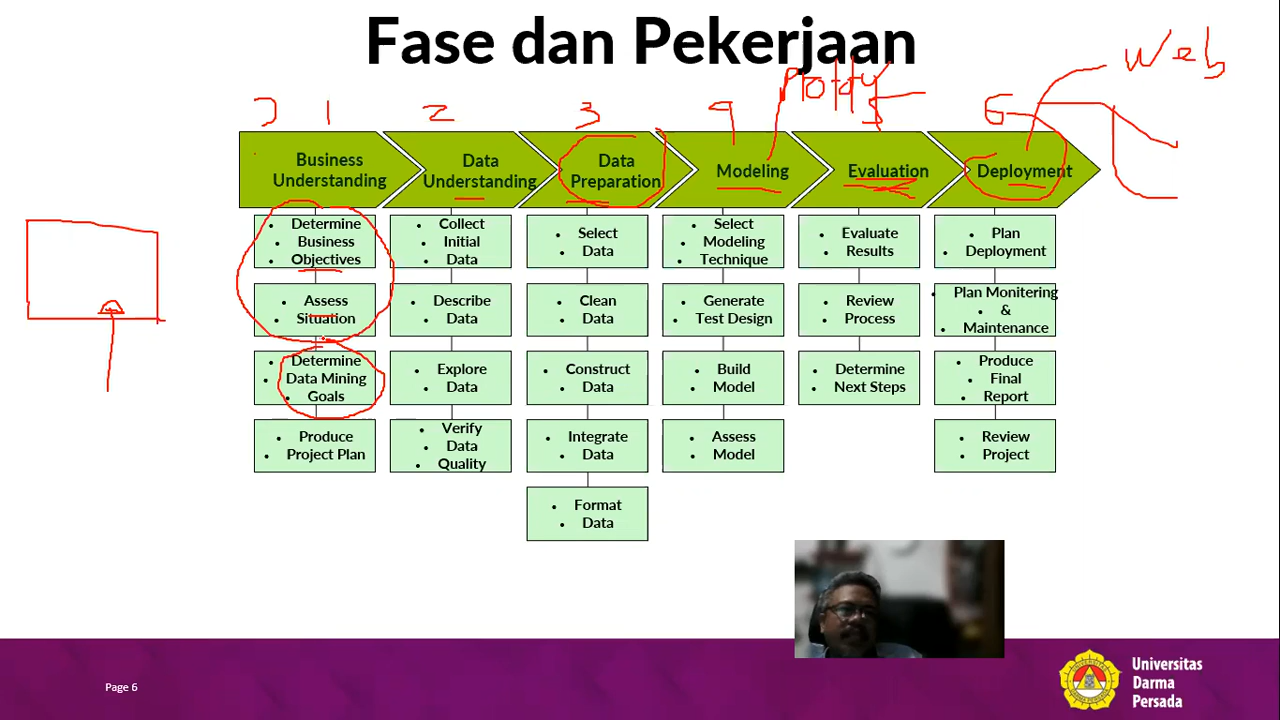 Fase dan Pekerjaan
Web
1
2
3
6
Business
Understanding
Data
Understanding
Data
Preparation
Modeling
Evaluation
Deployment
• Determine
• Business
• Objectives
• Assess
• Situation
• Determine
• Data Mining
• Goals
• Produce
• Project Plan
• Collect
• Initial
• Data
• Describe
• Data
• Explore
• Data
• Verify
• Data
• Quality
• Select
• Data
• Clean
• Data
• Construct
• Data
• Integrate
• Data
• Format
• Data
• Select
• Modeling
• Technique
• Generate
• Test Design
• Build
• Model
• Assess
• Model
• Evaluate
• Results
• Review
• Process
• Determine
• Next Steps
• Plan
• Deployment
• Plan Monitering
• &
• Maintenance
• Produce
• Final
• Report
• Review
• Project
Page 6
Universitas
Darma
Persada